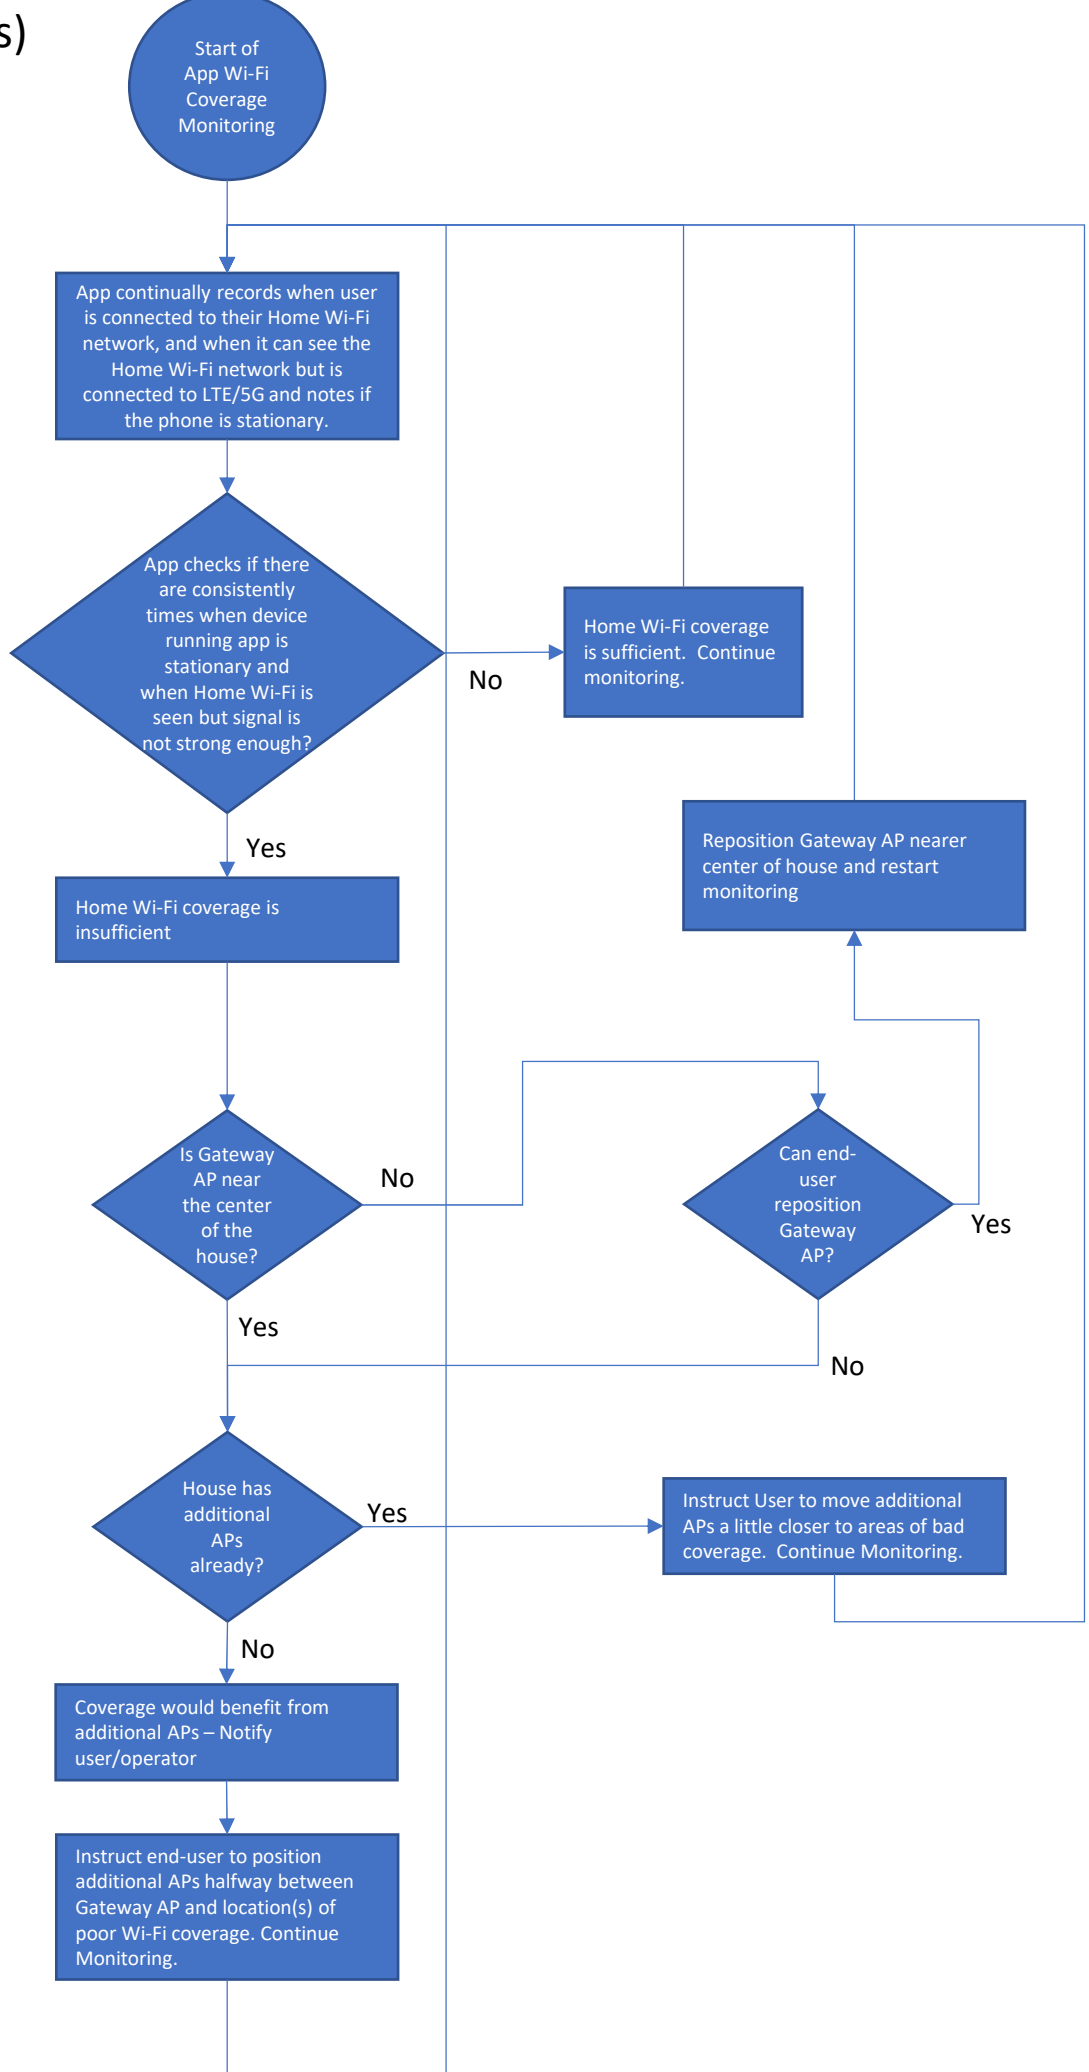 s)
Start of
App Wi-Fi
Coverage
Monitoring
App continually records when user
is connected to their Home Wi-Fi
network, and when it can see the
Home Wi-Fi network but is
connected to LTE/5G and notes if
the phone is stationary.
App checks if there
are consistently
times when device
running app is
stationary and
when Home Wi-Fi is
seen but signal is
not strong enough?
No
Home Wi-Fi coverage
is sufficient.  Continue
monitoring.
Yes
Reposition Gateway AP nearer
center of house and restart
monitoring
Home Wi-Fi coverage is
insufficient
Is Gateway
AP near
the center
of the
house?
No
Can end-
user
reposition
Gateway
AP?
Yes
Yes
No
House has
additional
APs
already?
Yes
Instruct User to move additional
APs a little closer to areas of bad
coverage.  Continue Monitoring.
No
Coverage would benefit from
additional APs – Notify
user/operator
Instruct end-user to position
additional APs halfway between
Gateway AP and location(s) of
poor Wi-Fi coverage. Continue
Monitoring.